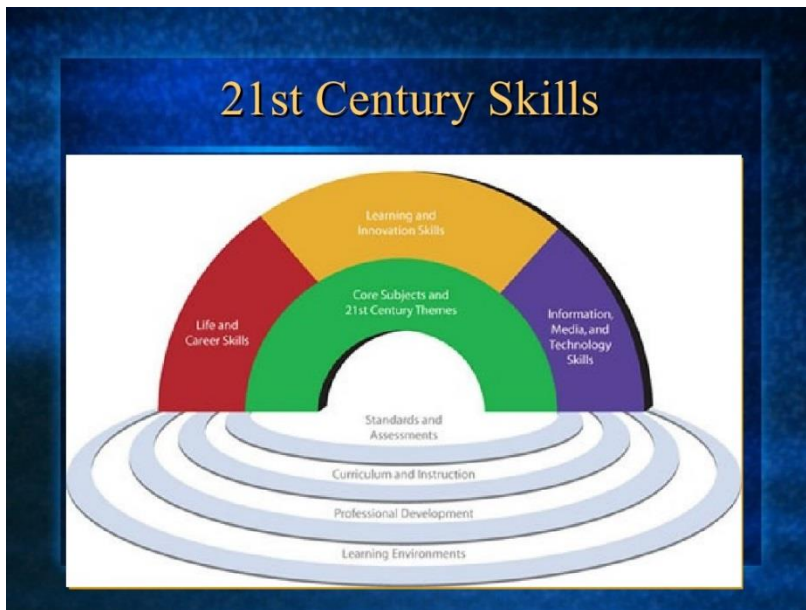 21st Century Skills
Learning and
Innovation Skills
Core Subjects and
21st Century Themes
Life and
Career Skills
Information,
Media, and
Technology
Skills
Standards and
Assessments
Curriculum and Instruction
Professional Development
Learning Environments